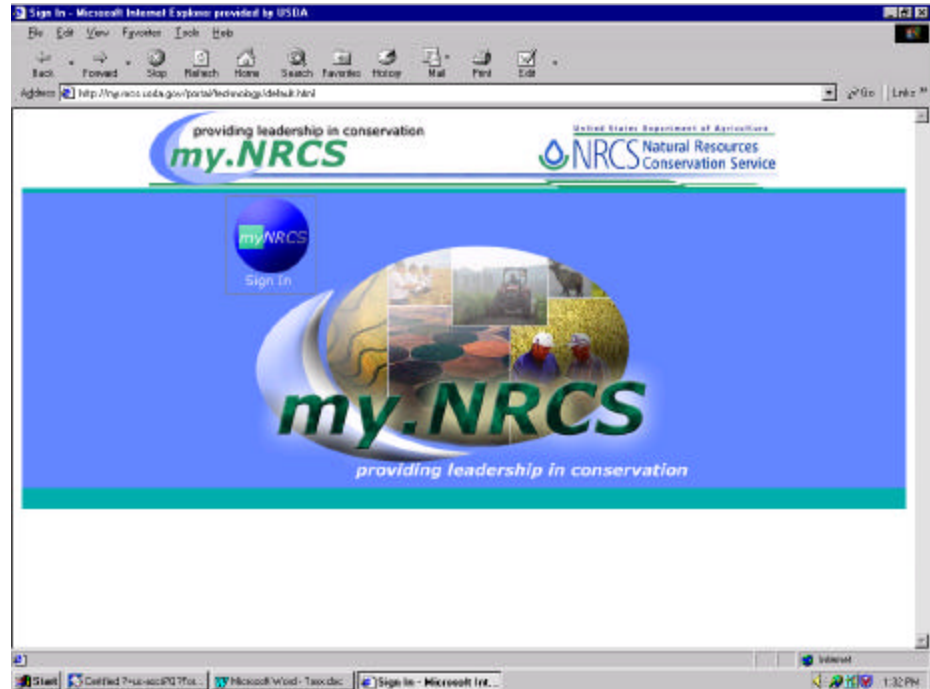 Sign In - Microsoft Internet Explorer provided by USDA
File Edit View Favorites Tools Help
Back Forward Stop Refresh Home Search Favorites History Mail Print Edit
Address Go Links »
providing leadership in conservation
my.NRCS
United States Department of Agriculture
NRCS Natural Resources
Conservation Service
myNRCS
Sign In
my.NRCS
providing leadership in conservation
Internet
Start Microsoft Word - Sign In - Microsoft Int... 1:32 PM